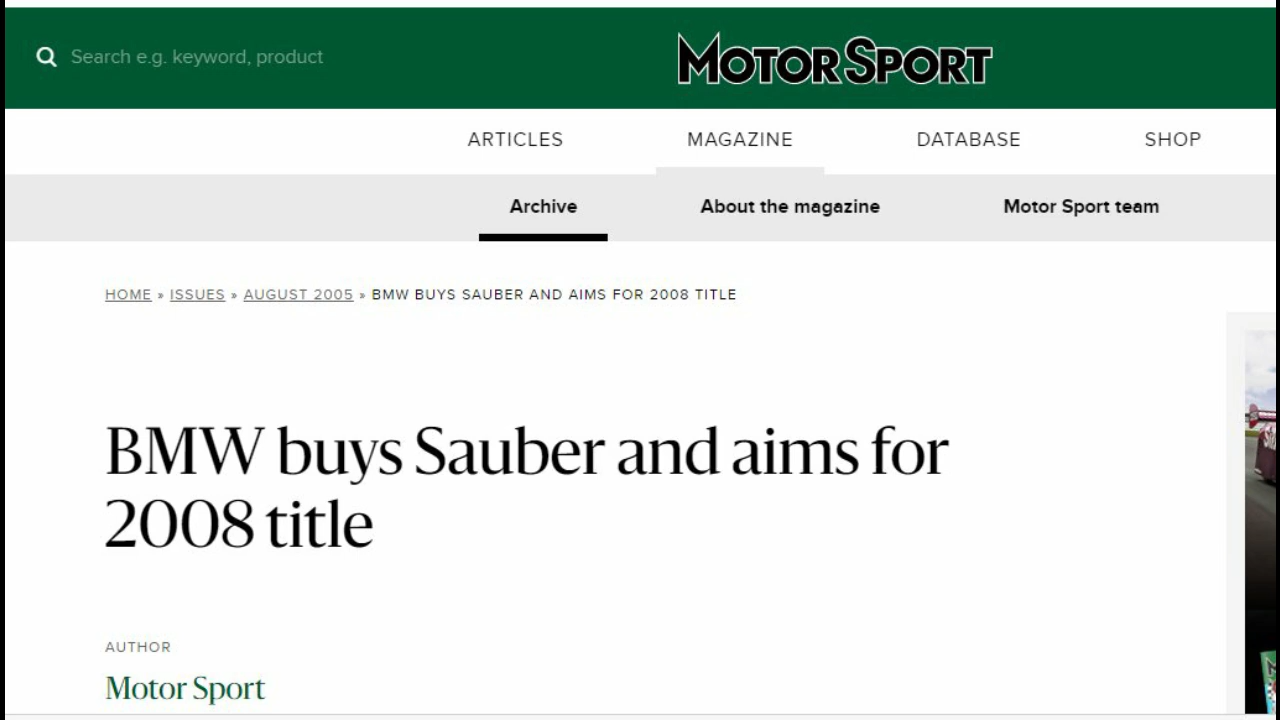 Search e.g. keyword, product
MOTOR SPORT
ARTICLES MAGAZINE DATABASE SHOP
Archive About the magazine Motor Sport team
HOME » ISSUES » AUGUST 2005 » BMW BUYS SAUBER AND AIMS FOR 2008 TITLE
BMW buys Sauber and aims for
2008 title
AUTHOR
Motor Sport